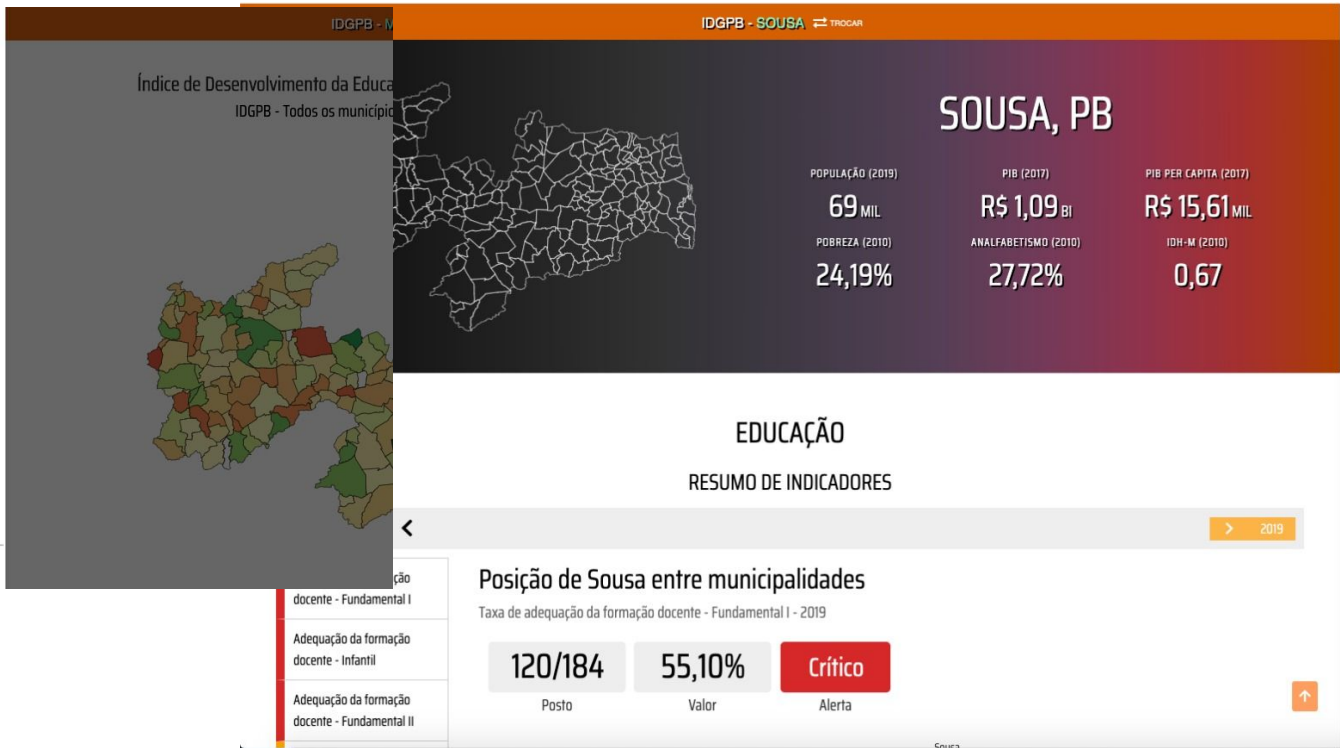 IDGPB - M
Índice de Desenvolvimento da Educa
IDGPB - Todos os município
IDGPB - SOUSA TROCAR
SOUSA, PB
POPULAÇÃO (2019)
69 MIL
PIB (2017)
R$ 1,09 BI
PIB PER CAPITA (2017)
R$ 15,61 MIL
POBREZA (2010)
24,19%
ANALFABETISMO (2010)
27,72%
IDH-M (2010)
0,67
EDUCAÇÃO
RESUMO DE INDICADORES
2019
ção
docente - Fundamental I
Adequação da formação
docente - Infantil
Adequação da formação
docente - Fundamental II
Posição de Sousa entre municipalidades
Taxa de adequação da formação docente - Fundamental I - 2019
120/184
Posto
55,10%
Valor
Crítico
Alerta
Sousa